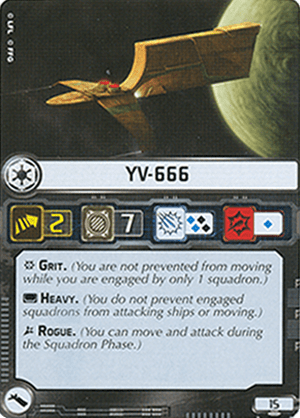 © LFL © FFG
YV-666
2 7
GRIT. (You are not prevented from moving
while you are engaged by only 1 squadron.)
HEAVY. (You do not prevent engaged
squadrons from attacking ships or moving.)
ROGUE. (You can move and attack during
the Squadron Phase.)
15